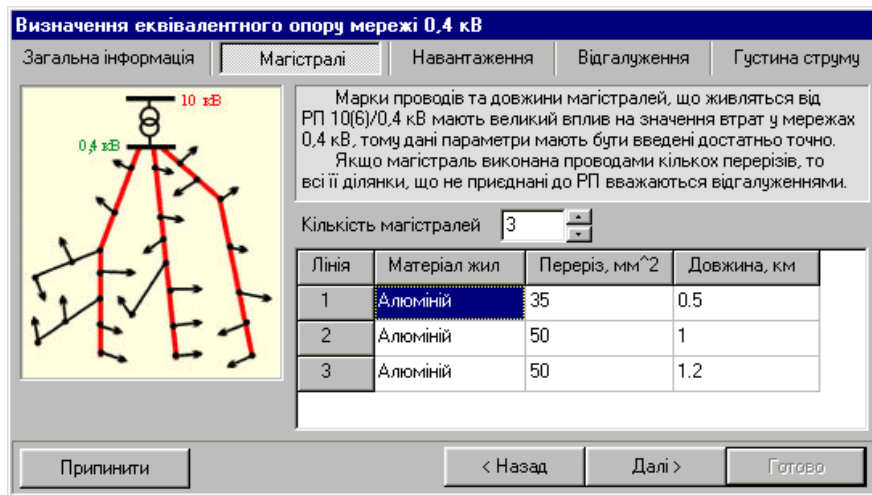 Визначення еквівалентного опору мережі 0,4 кВ
Загальна інформація Магістралі Навантаження Відгалуження Густина струму
10 кВ
0,4 кВ
Марки проводів та довжини магістралей, що живляться від
РП 10(6)/0,4 кВ мають великий вплив на значення втрат у мережах
0,4 кВ, тому дані параметри мають бути введені достатньо точно.
Якщо магістраль виконана проводами кількох перерізів, то
всі її ділянки, що не приєднані до РП вважаються відгалуженнями.
Кількість магістралей 3
Лінія Матеріал жил Переріз, мм^2 Довжина, км
1 Алюміній 35 0.5
2 Алюміній 50 1
3 Алюміній 50 1.2
Припинити < Назад Далі > Готово